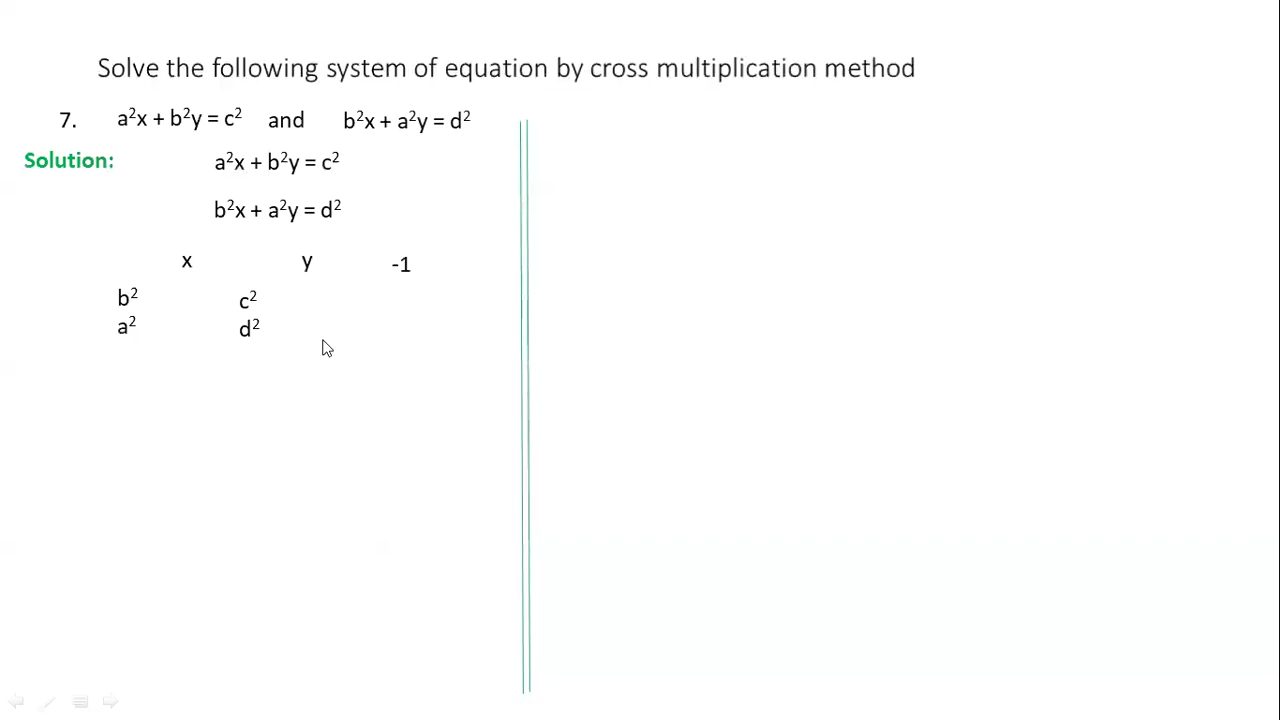 Solve the following system of equation by cross multiplication method
7. a²x + b²y = c² and b²x + a²y = d²
Solution: a²x + b²y = c²
b²x + a²y = d²
x y -1
b² c²
a² d²